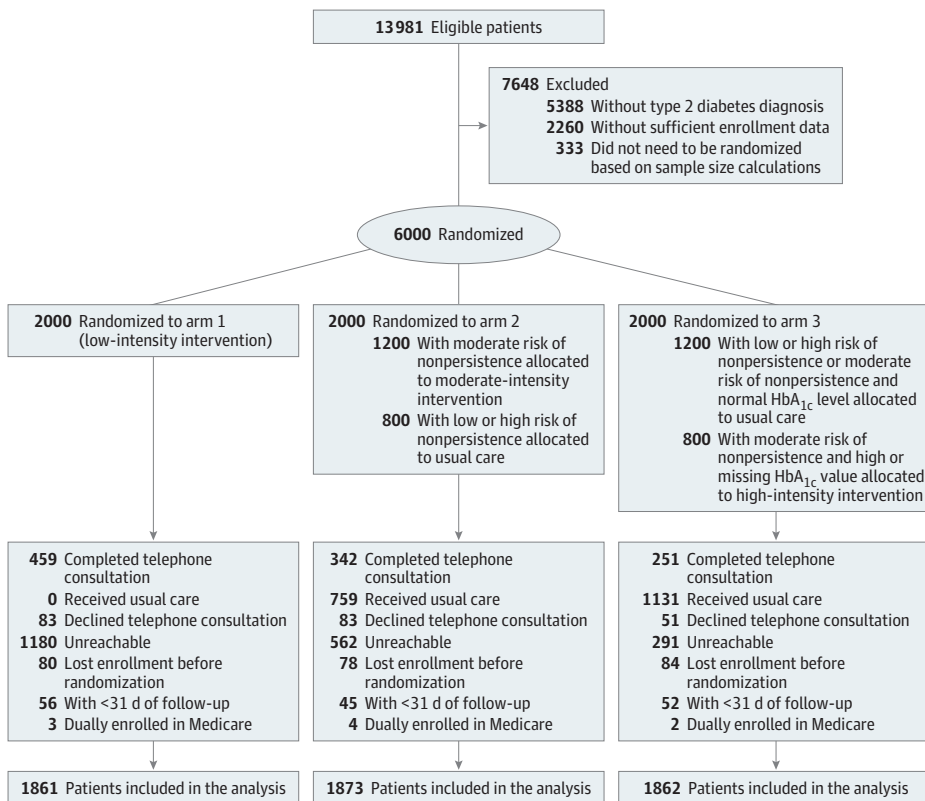 13981 Eligible patients
7648 Excluded
5388 Without type 2 diabetes diagnosis
2260 Without sufficient enrollment data
333 Did not need to be randomized
based on sample size calculations
6000 Randomized
2000 Randomized to arm 1
(low-intensity intervention)
2000 Randomized to arm 2
1200 With moderate risk of
nonpersistence allocated
to moderate-intensity
intervention
800 With low or high risk of
nonpersistence allocated
to usual care
2000 Randomized to arm 3
1200 With low or high risk of
nonpersistence or moderate
risk of nonpersistence and
normal HbA1c level allocated
to usual care
800 With moderate risk of
nonpersistence and high or
missing HbA1c value allocated
to high-intensity intervention
459 Completed telephone
consultation
0 Received usual care
83 Declined telephone consultation
1180 Unreachable
80 Lost enrollment before
randomization
56 With <31 d of follow-up
3 Dually enrolled in Medicare
342 Completed telephone
consultation
759 Received usual care
83 Declined telephone consultation
562 Unreachable
78 Lost enrollment before
randomization
45 With <31 d of follow-up
4 Dually enrolled in Medicare
251 Completed telephone
consultation
1131 Received usual care
51 Declined telephone consultation
291 Unreachable
84 Lost enrollment before
randomization
52 With <31 d of follow-up
2 Dually enrolled in Medicare
1861 Patients included in the analysis
1873 Patients included in the analysis
1862 Patients included in the analysis